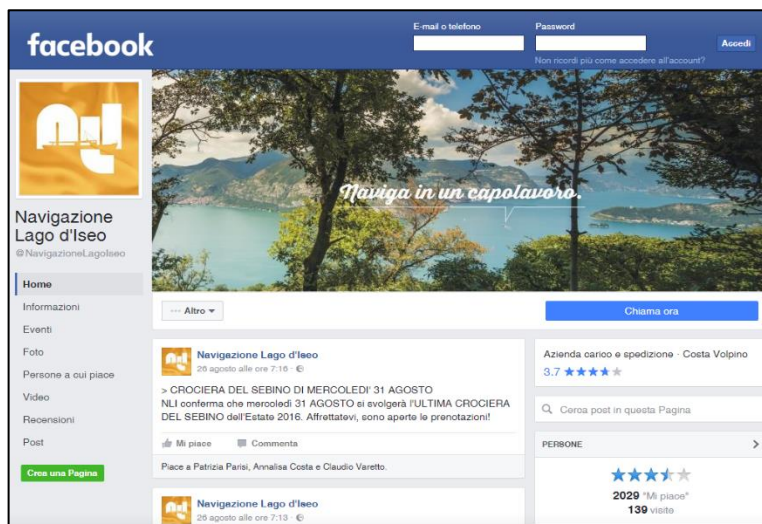 facebook
E-mail o telefono
Password
Accedi
Non ricordi più come accedere all'account?
Naviga in un capolavoro.
Navigazione
Lago d'Iseo
@NavigazioneLagoIseo
Home
Informazioni
Eventi
Foto
Persone a cui piace
Video
Recensioni
Post
Crea una Pagina
Altro
Chiama ora
Navigazione Lago d'Iseo
26 agosto alle ore 7:16
> CROCIERA DEL SEBINO DI MERCOLEDI' 31 AGOSTO
NLI conferma che mercoledì 31 AGOSTO si svolgerà l'ULTIMA CROCIERA
DEL SEBINO dell'Estate 2016. Affrettatevi, sono aperte le prenotazioni!
Mi piace Commenta
Piace a Patrizia Parisi, Annalisa Costa e Claudio Varetto.
Navigazione Lago d'Iseo
26 agosto alle ore 7:13
Azienda carico e spedizione · Costa Volpino
3.7
Cerca post in questa Pagina
PERSONE
2029 "Mi piace"
139 visite